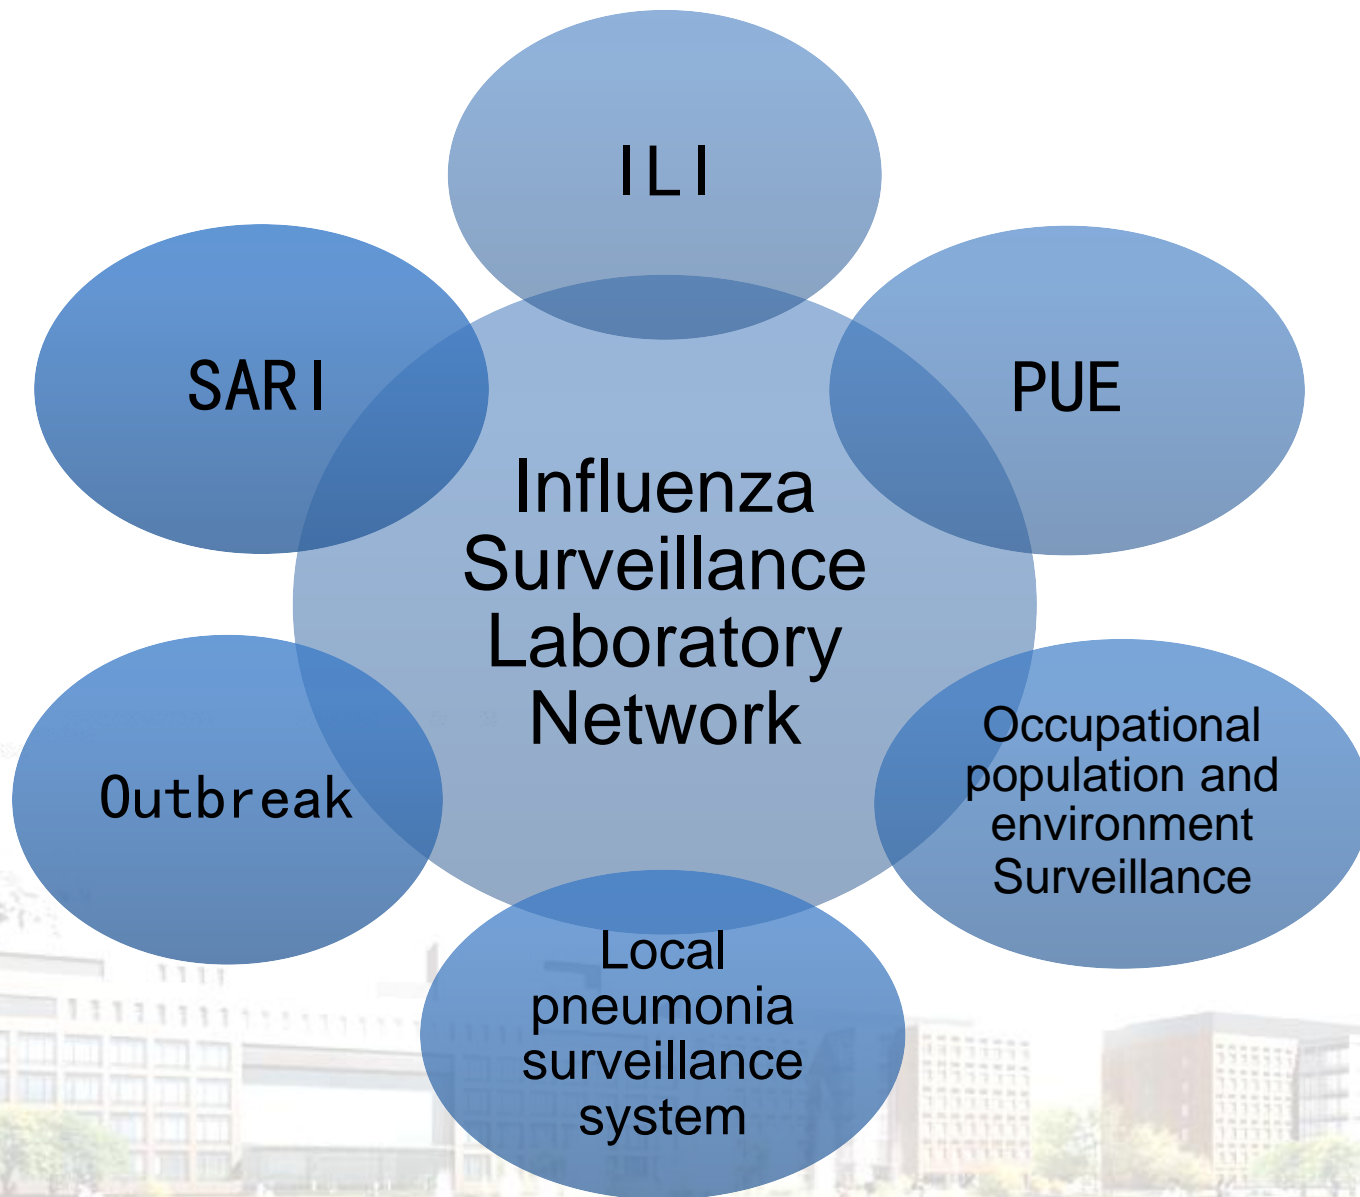 ILI
SARI
PUE
Influenza
Surveillance
Laboratory
Network
Outbreak
Occupational
population and
environment
Surveillance
Local
pneumonia
surveillance
system